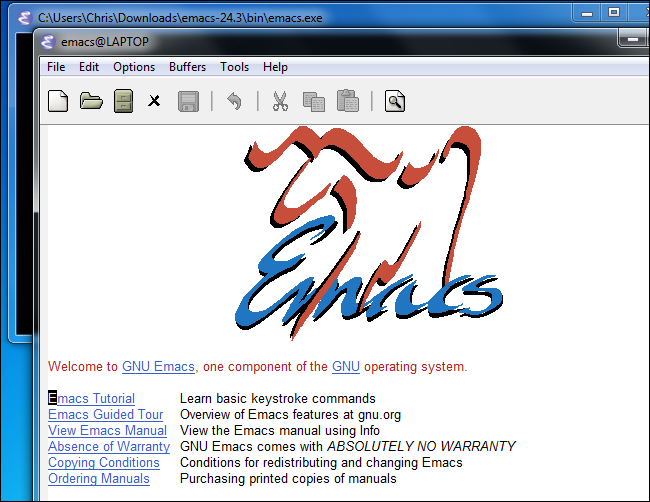 C:\Users\Chris\Downloads\emacs-24.3\bin\emacs.exe
emacs@LAPTOP
File Edit Options Buffers Tools Help
Emacs
Welcome to GNU Emacs, one component of the GNU operating system.
Emacs Tutorial Learn basic keystroke commands
Emacs Guided Tour Overview of Emacs features at gnu.org
View Emacs Manual View the Emacs manual using Info
Absence of Warranty GNU Emacs comes with ABSOLUTELY NO WARRANTY
Copying Conditions Conditions for redistributing and changing Emacs
Ordering Manuals Purchasing printed copies of manuals